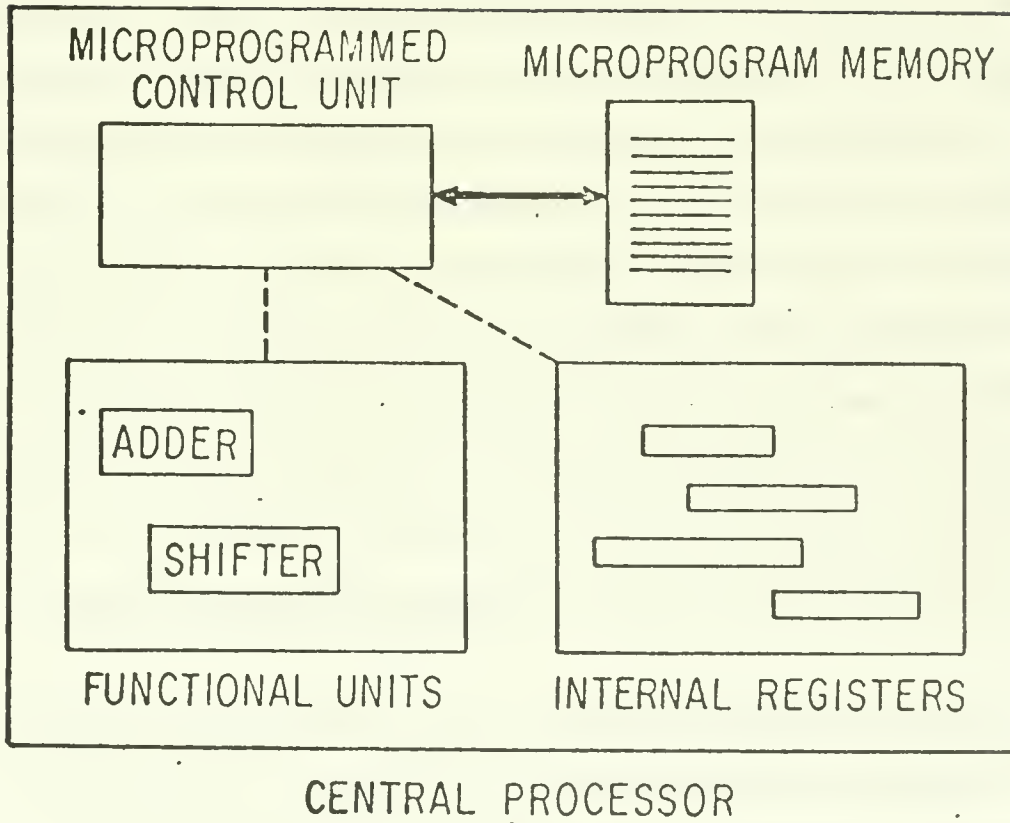 MICROPROGRAMMED
CONTROL UNIT
MICROPROGRAM MEMORY
ADDER
SHIFTER
FUNCTIONAL UNITS
INTERNAL REGISTERS
CENTRAL PROCESSOR